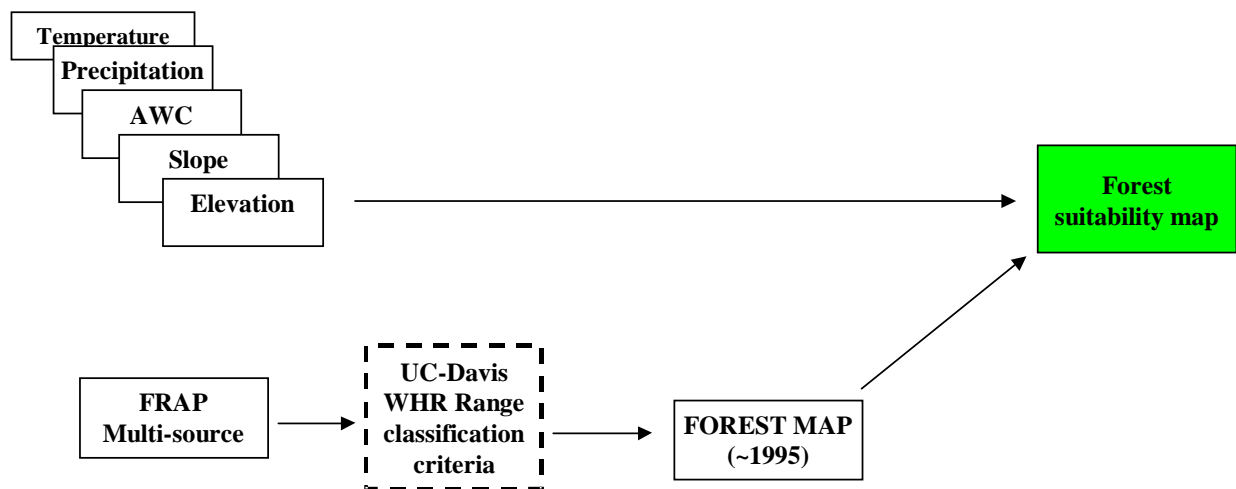 Temperature
Precipitation
AWC
Slope
Elevation
Forest
suitability map
FRAP
Multi-source
UC-Davis
WHR Range
classification
criteria
FOREST MAP
(~1995)